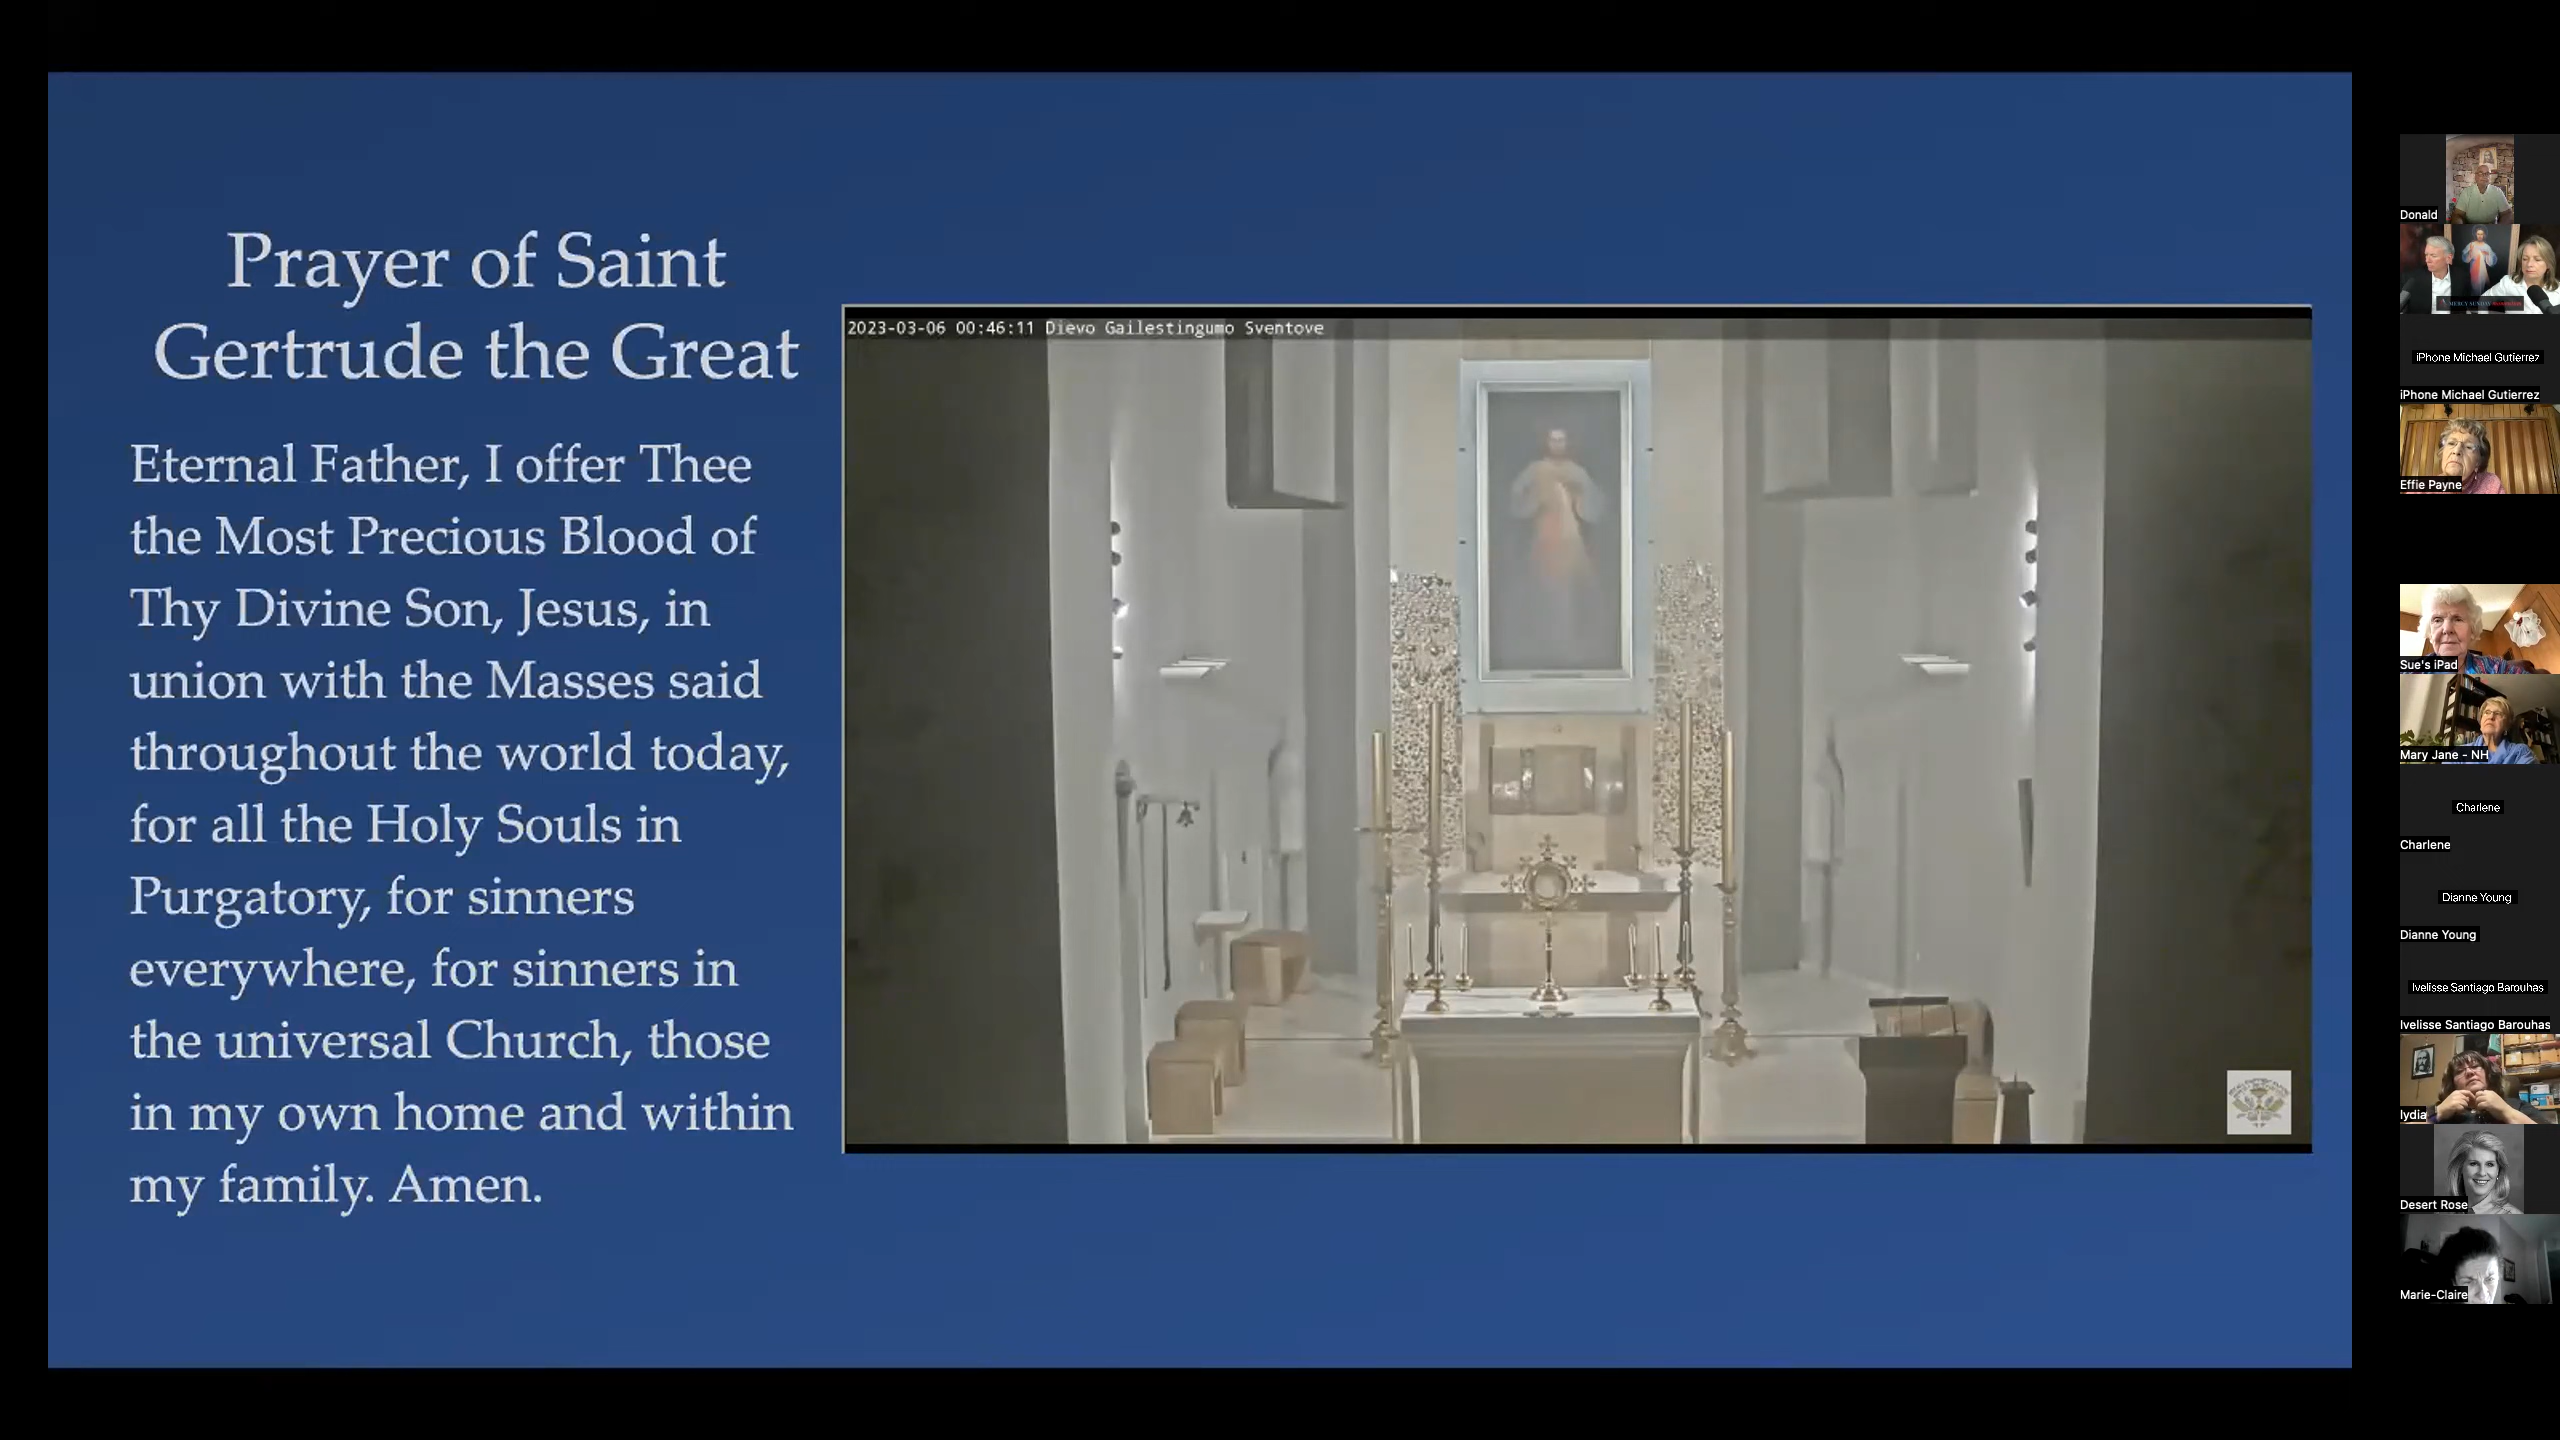 Prayer of Saint
Gertrude the Great
Eternal Father, I offer Thee
the Most Precious Blood of
Thy Divine Son, Jesus, in
union with the Masses said
throughout the world today,
for all the Holy Souls in
Purgatory, for sinners
everywhere, for sinners in
the universal Church, those
in my own home and within
my family. Amen.
2023-03-06 00:46:11 Dievo Gailestingumo Sventove
Donald
MERCY SUNDAY
iPhone Michael Gutierrez
iPhone Michael Gutierrez
Effie Payne
Sue's iPad
Mary Jane - NH
Charlene
Charlene
Dianne Young
Dianne Young
Ivelisse Santiago Barouhas
Ivelisse Santiago Barouhas
lydia
Desert Rose
Marie-Claire